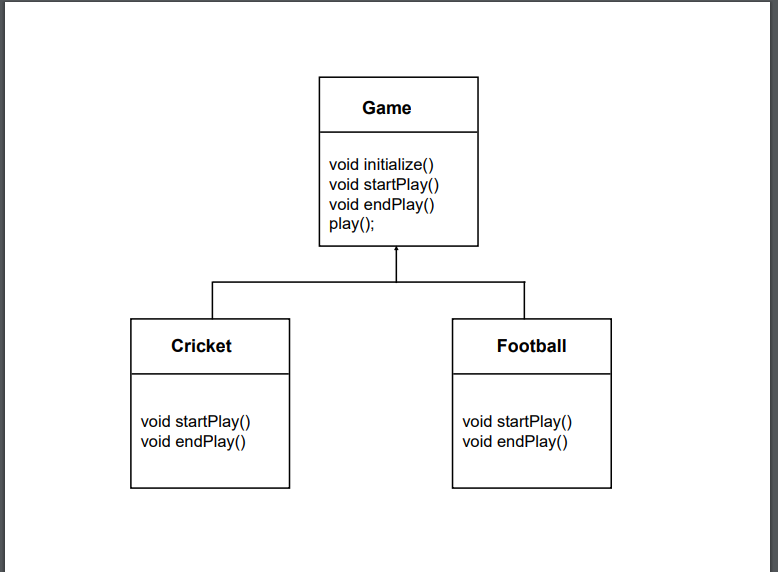 Game
void initialize()
void startPlay()
void endPlay()
play();
Cricket
void startPlay()
void endPlay()
Football
void startPlay()
void endPlay()